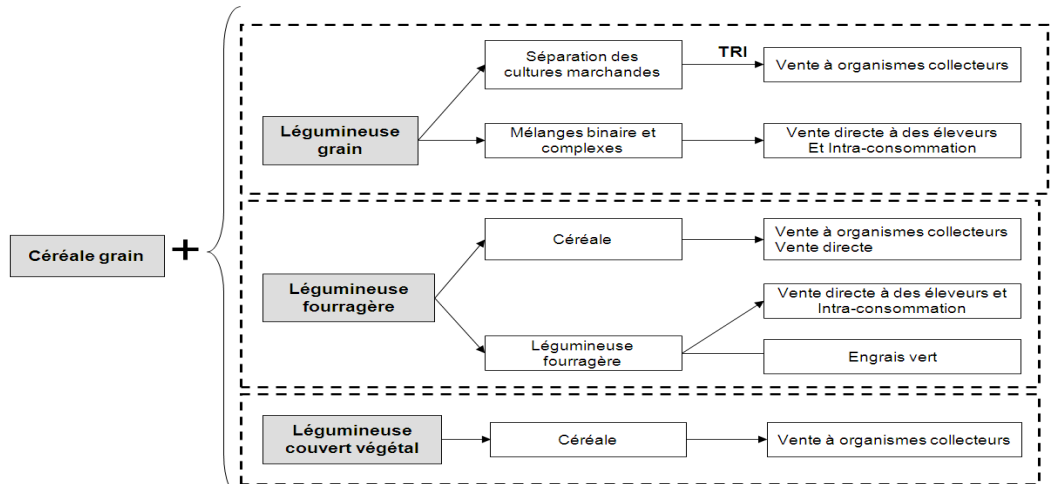 Céréale grain
+
Légumineuse
grain
Séparation des
cultures marchandes
TRI
Vente à organismes collecteurs
Mélanges binaire et
complexes
Vente directe à des éleveurs
Et Intra-consommation
Légumineuse
fourragère
Céréale
Vente à organismes collecteurs
Vente directe
Légumineuse
fourragère
Vente directe à des éleveurs et
Intra-consommation
Engrais vert
Légumineuse
couvert végétal
Céréale
Vente à organismes collecteurs